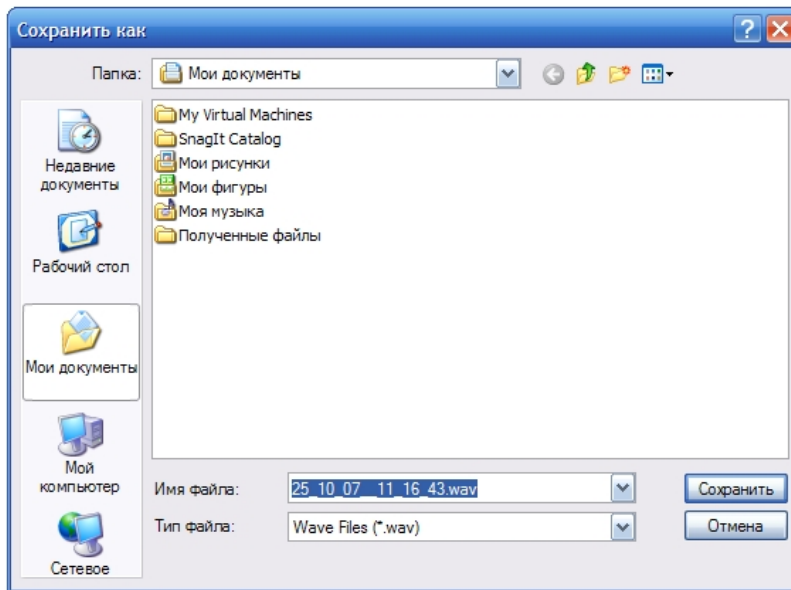 Сохранить как
Папка:
Мои документы
My Virtual Machines
SnagIt Catalog
Мои рисунки
Мои фигуры
Моя музыка
Полученные файлы
Недавние
документы
Рабочий стол
Мои документы
Мой
компьютер
Сетевое
Имя файла:
25_10_07__11_16_43.wav
Сохранить
Тип файла:
Wave Files (*.wav)
Отмена